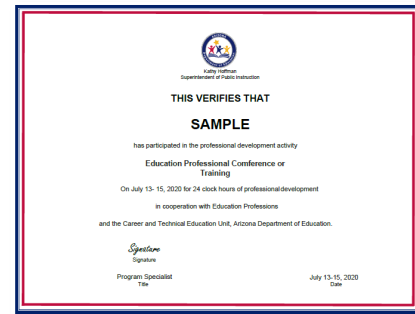 Kathy Hoffman
Superintendent of Public Instruction
THIS VERIFIES THAT
SAMPLE
has participated in the professional development activity
Education Professional Comference or
Training
On July 13- 15, 2020 for 24 clock hours of professionaldevelopment
in cooperation with Education Professions
and the Career and Technical Education Unit, Arizona Department of Education.
Signature
Signature
Program Specialist
Title
July 13-15, 2020
Date